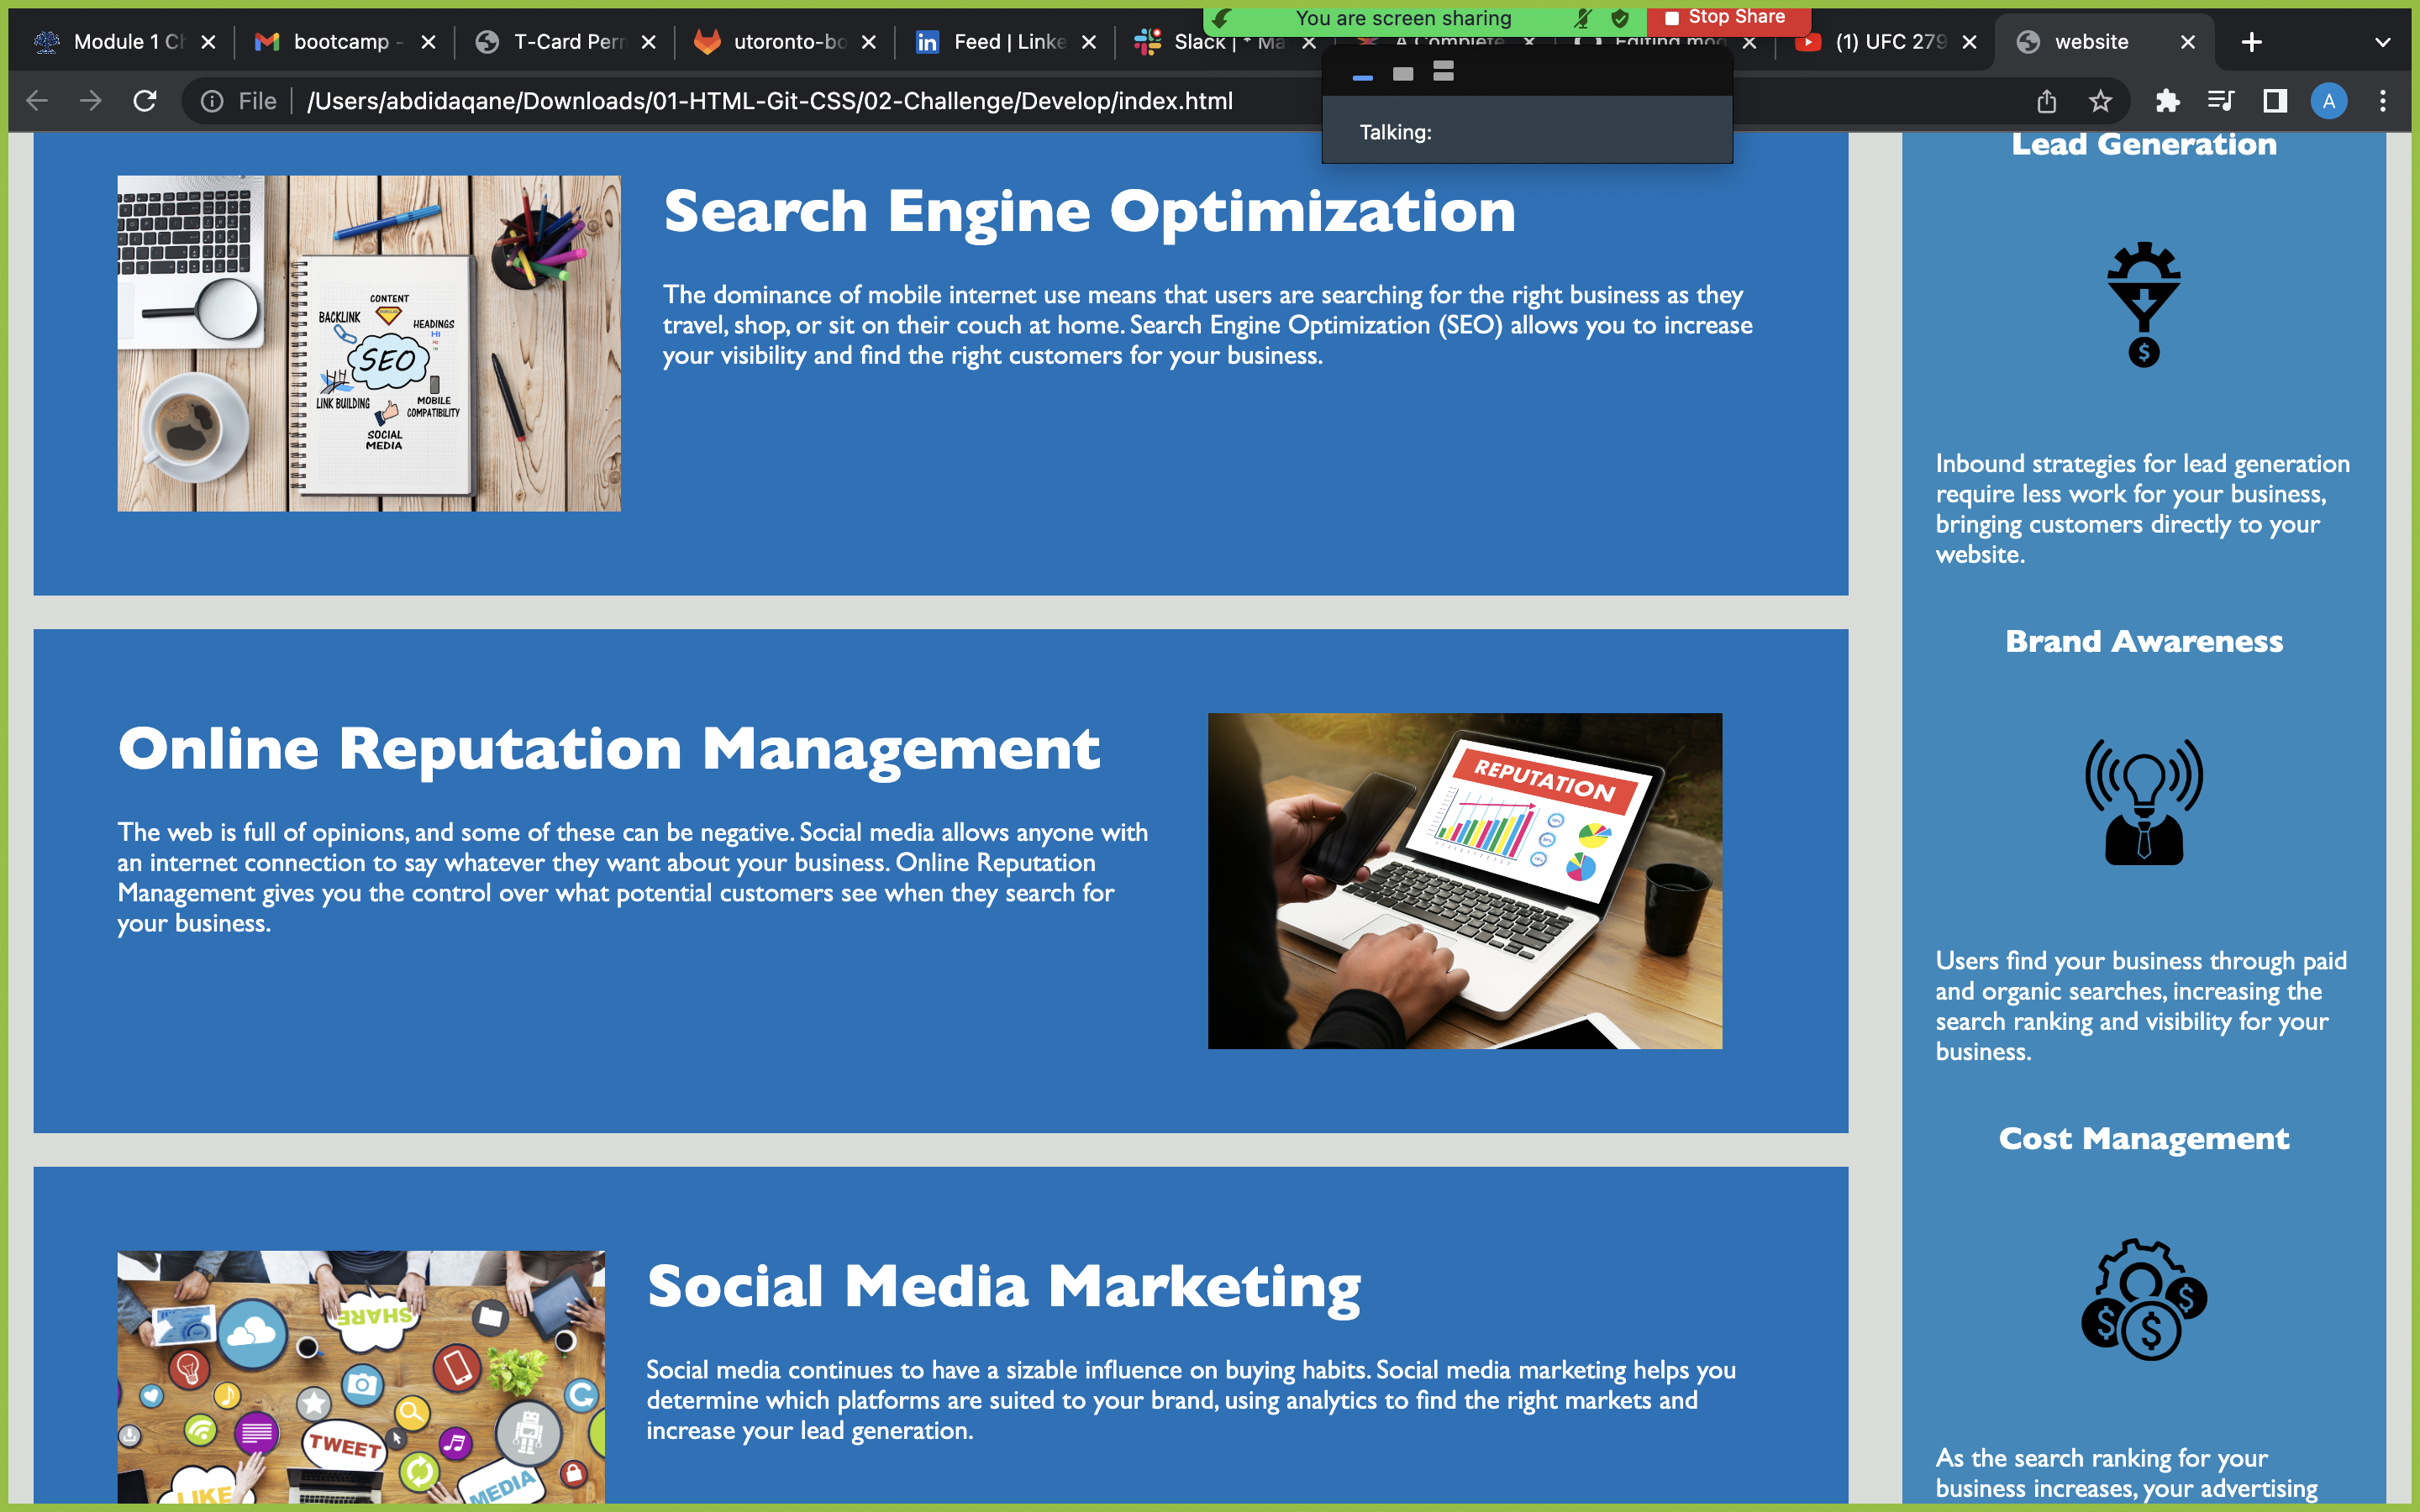 You are screen sharing
Stop Share
Module 1 Ch
bootcamp -
T-Card Perm
utoronto-bo
Feed | Linke
Slack | * Ma
A Complete
(1) UFC 279
website
File
/Users/abdidaqane/Downloads/01-HTML-Git-CSS/02-Challenge/Develop/index.html
A
Talking:
Search Engine Optimization
The dominance of mobile internet use means that users are searching for the right business as they
travel, shop, or sit on their couch at home. Search Engine Optimization (SEO) allows you to increase
your visibility and find the right customers for your business.
CONTENT
BACKLINK
HEADINGS
H1
SEO
LINK BUILDING
MOBILE
COMPATIBILITY
SOCIAL
MEDIA
Online Reputation Management
The web is full of opinions, and some of these can be negative. Social media allows anyone with
an internet connection to say whatever they want about your business. Online Reputation
Management gives you the control over what potential customers see when they search for
your business.
REPUTATION
Social Media Marketing
Social media continues to have a sizable influence on buying habits. Social media marketing helps you
determine which platforms are suited to your brand, using analytics to find the right markets and
increase your lead generation.
SHARE
TWEET
LIKE
MEDIA
Lead Generation
Inbound strategies for lead generation
require less work for your business,
bringing customers directly to your
website.
Brand Awareness
Users find your business through paid
and organic searches, increasing the
search ranking and visibility for your
business.
Cost Management
As the search ranking for your
business increases, your advertising